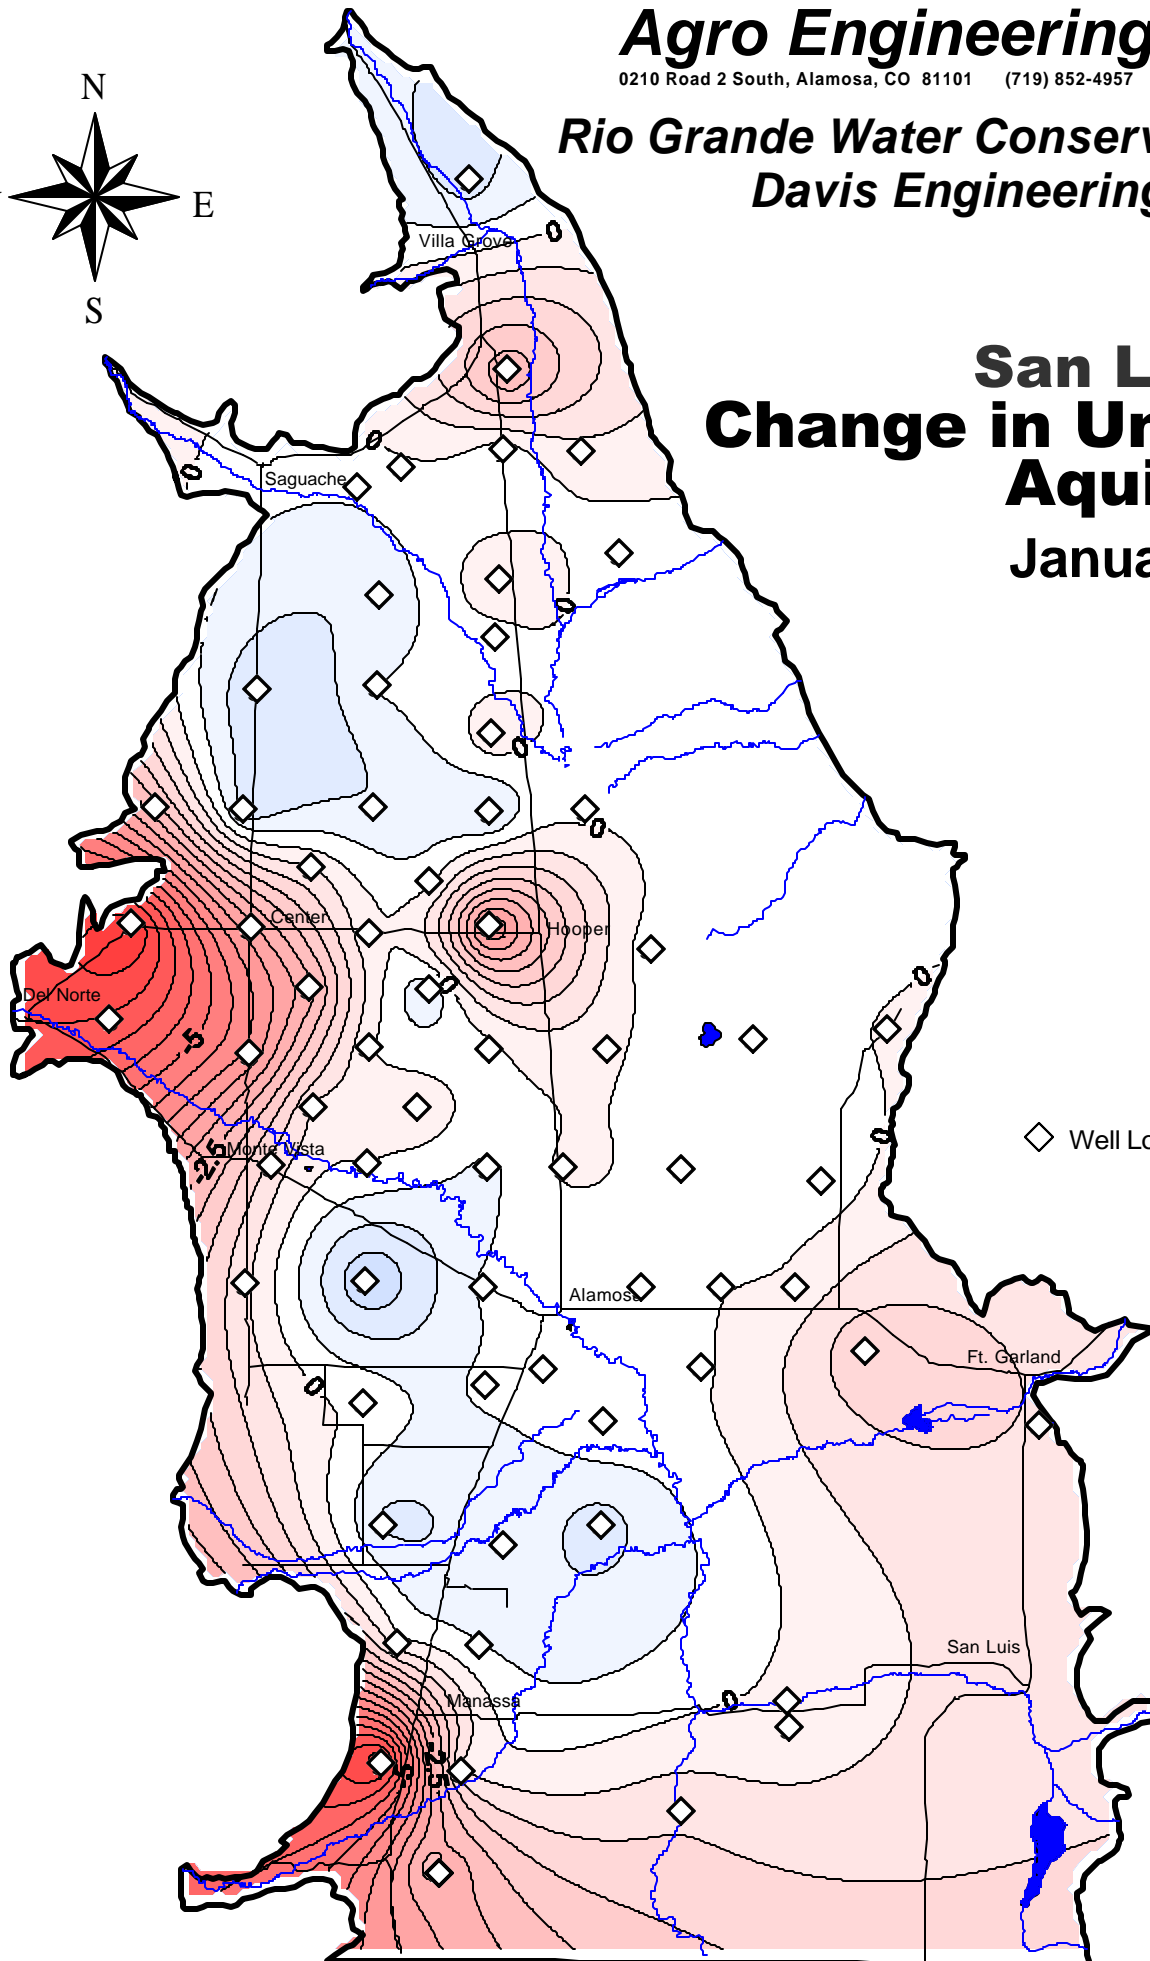 Agro Engineering
0210 Road 2 South, Alamosa, CO 81101 (719) 852-4957
Rio Grande Water Conserv
Davis Engineering
N
E
S
San L
Change in Un
Aqui
Janua
Villa Grove
0
0
0
Saguache
0
0
0
Center
Hooper
0
0
Del Norte
-5
0
Well Lo
Monte Vista
-2.5
Alamosa
Ft. Garland
0
San Luis
Manassa
0
-2.5
-5